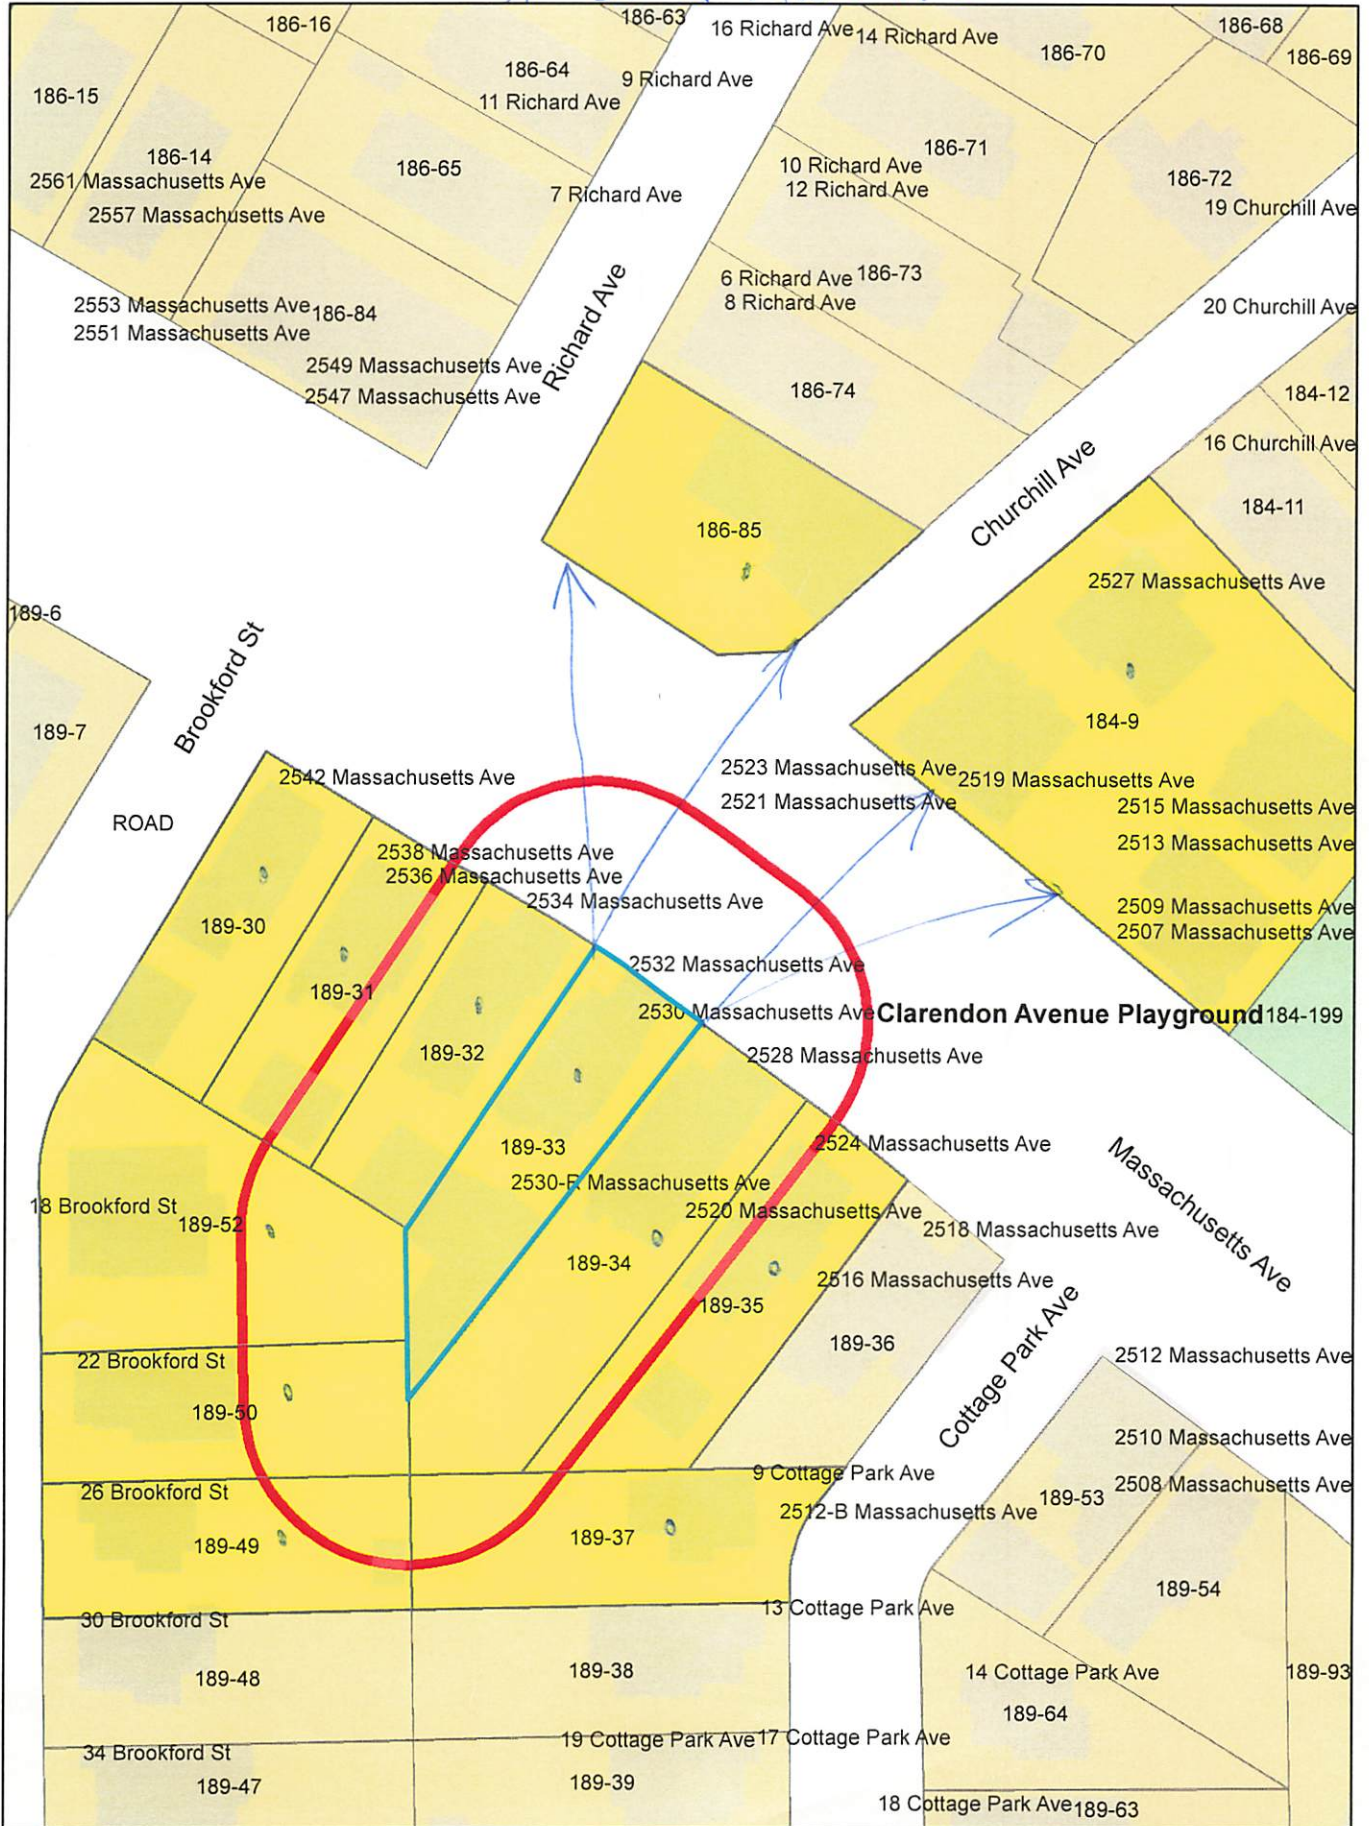 186-16
186-63
16 Richard Ave
14 Richard Ave
186-68
186-70
186-69
186-64
9 Richard Ave
186-15
11 Richard Ave
186-14
186-65
10 Richard Ave
186-71
2561 Massachusetts Ave
12 Richard Ave
186-72
7 Richard Ave
2557 Massachusetts Ave
19 Churchill Ave
6 Richard Ave
186-73
8 Richard Ave
2553 Massachusetts Ave
186-84
20 Churchill Ave
2551 Massachusetts Ave
Richard Ave
2549 Massachusetts Ave
2547 Massachusetts Ave
186-74
184-12
16 Churchill Ave
Churchill Ave
184-11
186-85
2527 Massachusetts Ave
189-6
Brookford St
189-7
184-9
2542 Massachusetts Ave
2523 Massachusetts Ave
2519 Massachusetts Ave
2521 Massachusetts Ave
2515 Massachusetts Ave
ROAD
2513 Massachusetts Ave
2538 Massachusetts Ave
2536 Massachusetts Ave
2534 Massachusetts Ave
2509 Massachusetts Ave
189-30
2507 Massachusetts Ave
2532 Massachusetts Ave
189-31
2530 Massachusetts Ave
Clarendon Avenue Playground
184-199
189-32
2528 Massachusetts Ave
189-33
2524 Massachusetts Ave
Massachusetts Ave
2530-R Massachusetts Ave
18 Brookford St
189-52
2520 Massachusetts Ave
2518 Massachusetts Ave
189-34
2516 Massachusetts Ave
189-35
189-36
Cottage Park Ave
22 Brookford St
2512 Massachusetts Ave
189-50
2510 Massachusetts Ave
9 Cottage Park Ave
26 Brookford St
2508 Massachusetts Ave
189-53
2512-B Massachusetts Ave
189-49
189-37
189-54
30 Brookford St
13 Cottage Park Ave
189-48
189-38
14 Cottage Park Ave
189-93
189-64
34 Brookford St
19 Cottage Park Ave
17 Cottage Park Ave
189-47
189-39
18 Cottage Park Ave
189-63